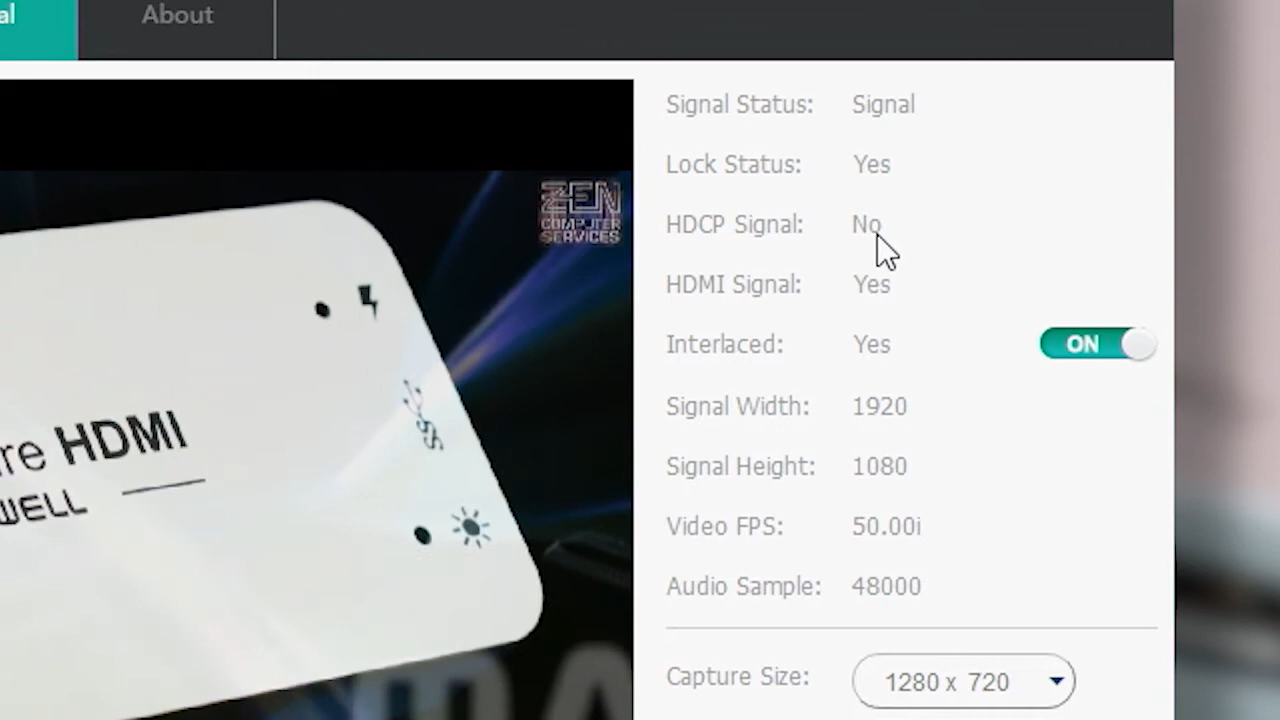 al
About
Signal Status: Signal
Lock Status: Yes
HDCP Signal: No
HDMI Signal: Yes
Interlaced: Yes ON
Signal Width: 1920
Signal Height: 1080
Video FPS: 50.00i
Audio Sample: 48000
Capture Size: 1280 x 720
ZEN
COMPUTER
SERVICES
re HDMI
WELL
SS